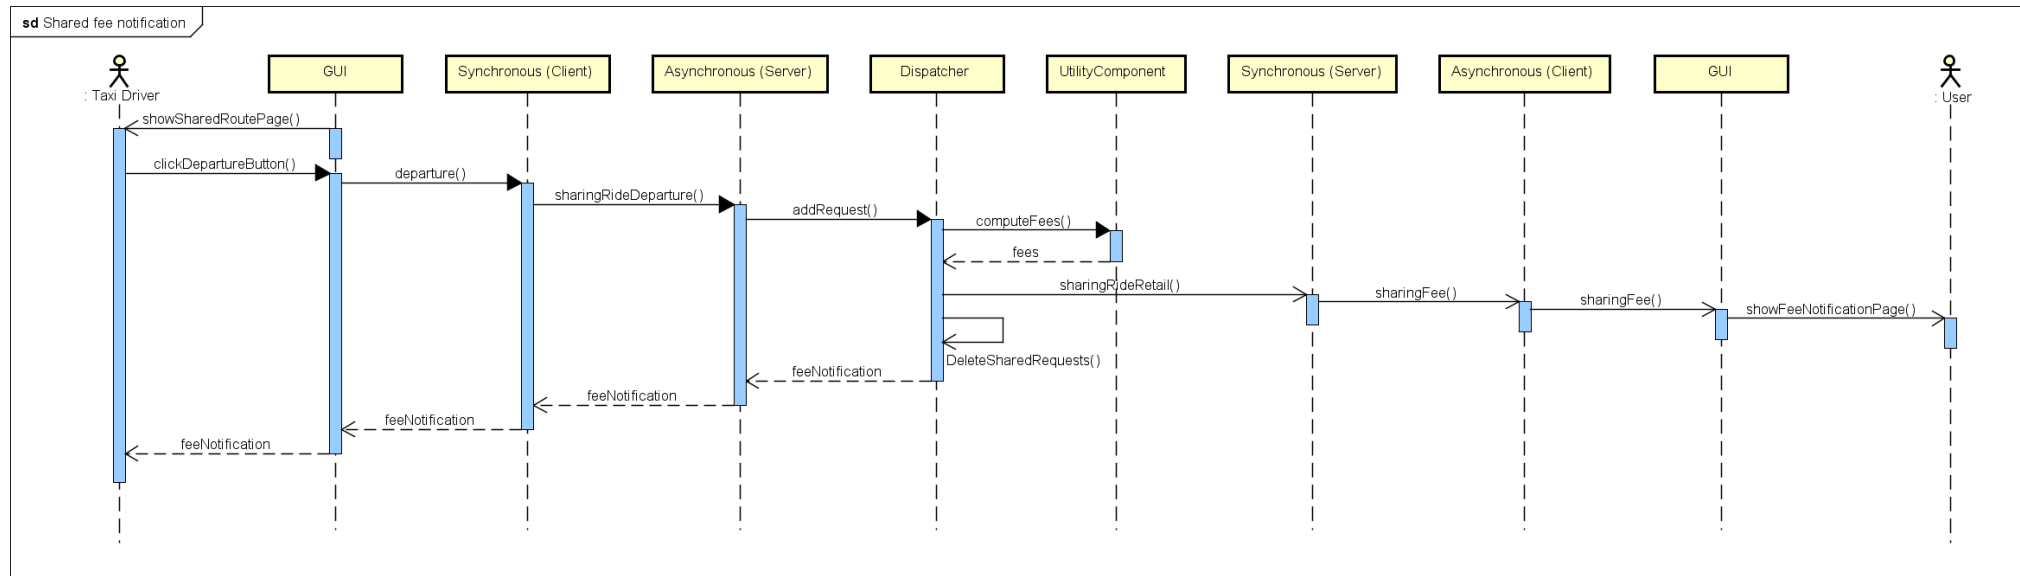 sd Shared fee notification
GUI
Synchronous (Client)
Asynchronous (Server)
Dispatcher
UtilityComponent
Synchronous (Server)
Asynchronous (Client)
GUI
: Taxi Driver
: User
showSharedRoutePage()
clickDepartureButton()
departure()
sharingRideDeparture()
addRequest()
computeFees()
fees
sharingRideRetail()
sharingFee()
sharingFee()
showFeeNotificationPage()
DeleteSharedRequests()
feeNotification
feeNotification
feeNotification
feeNotification